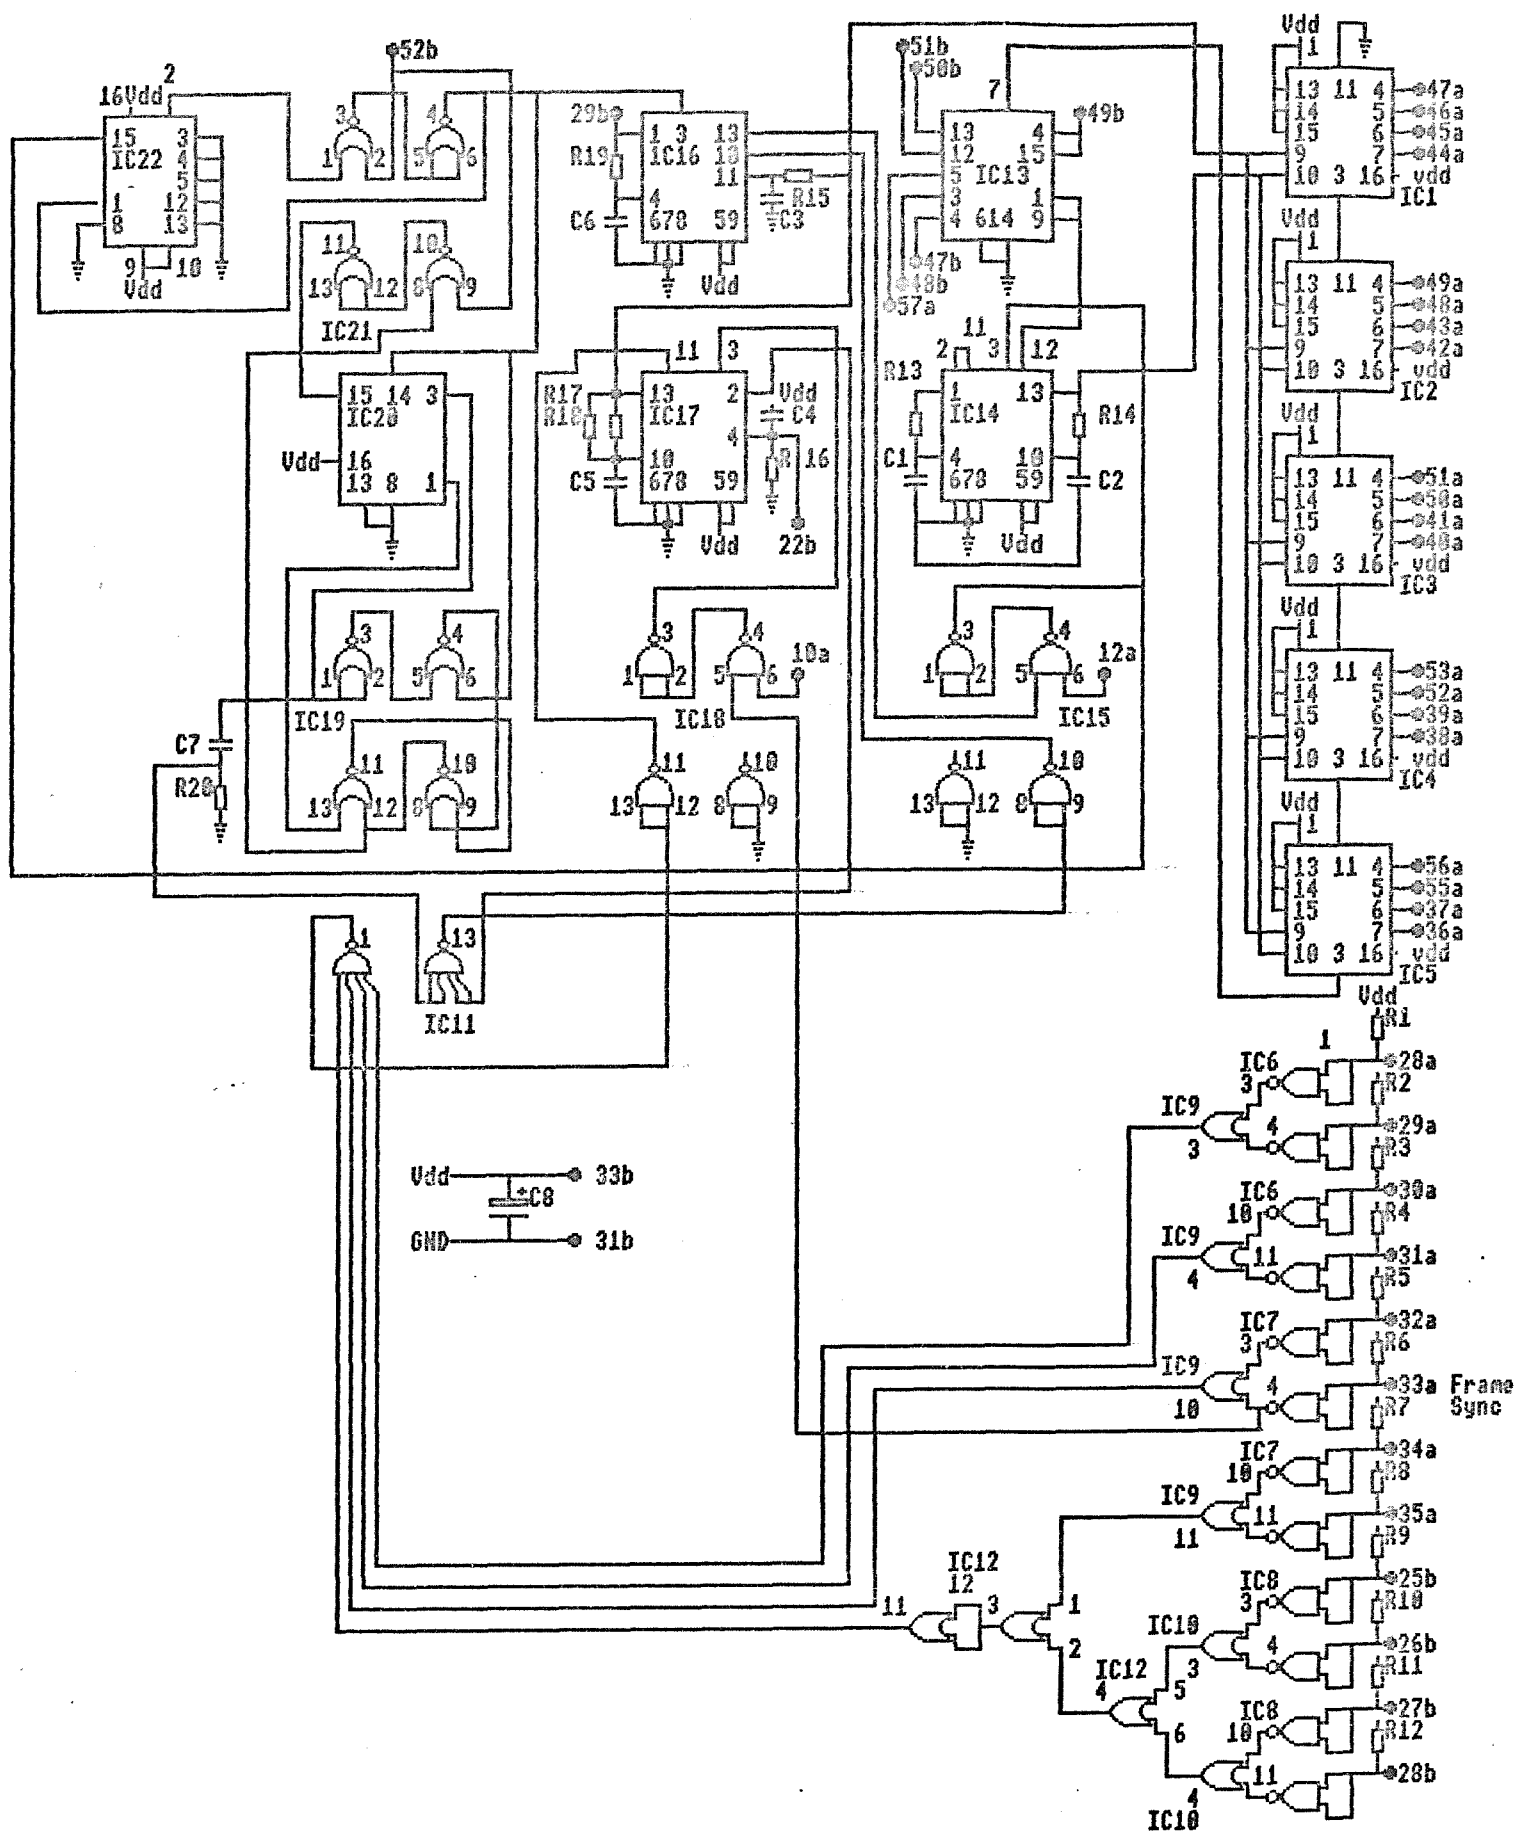 52b
2
16Vdd
15 3
IC22
4
5
1 12
8 13
9 10
Vdd
3
1 2
4
5 6
11
13 12
10
8 9
IC21
29b
R19
C6
1 3 13
IC16 10
11
4
678 59
Vdd
R15
C3
51b
50b
7
13 4
12 15
5 IC13
3 1
4 614 9
49b
47b
48b
57a
15 14 3
IC20
Vdd
16
13 8 1
R17
R18
C5
11
3
13 2
IC17
4
10
678 59
Vdd
Vdd
C4
R 16
22b
R13
C1
11
2 3 12
1 13
IC14
4 10
678 59
Vdd
R14
C2
3
1 2
4
5 6
IC19
C7
R20
11
13 12
10
8 9
3
1 2
4
5 6
10a
IC18
11
13 12
10
8 9
3
1 2
4
5 6
12a
IC15
11
13 12
10
8 9
1
13
IC11
Vdd
1
13 11 4
47a
14 5
46a
15 6
45a
9 7
44a
10 3 16
vdd
IC1
Vdd
1
13 11 4
49a
14 5
48a
15 6
43a
9 7
42a
10 3 16
vdd
IC2
Vdd
1
13 11 4
51a
14 5
50a
15 6
41a
9 7
40a
10 3 16
vdd
IC3
Vdd
1
13 11 4
53a
14 5
52a
15 6
39a
9 7
38a
10 3 16
vdd
IC4
Vdd
1
13 11 4
56a
14 5
55a
15 6
37a
9 7
36a
10 3 16
vdd
IC5
Vdd
R1
1
IC6
3
28a
R2
IC9
3
4
29a
R3
IC6
10
30a
R4
IC9
4
11
31a
R5
IC7
3
32a
R6
IC9
10
4
33a Frame
Sync
R7
IC7
10
34a
R8
IC9
11
11
35a
R9
IC12
12
11
3
1
2
IC8
3
25b
R10
IC10
3
4
26b
R11
IC12
4
5
6
IC8
10
27b
R12
11
28b
4
IC10
Vdd
33b
+C8
GND
31b